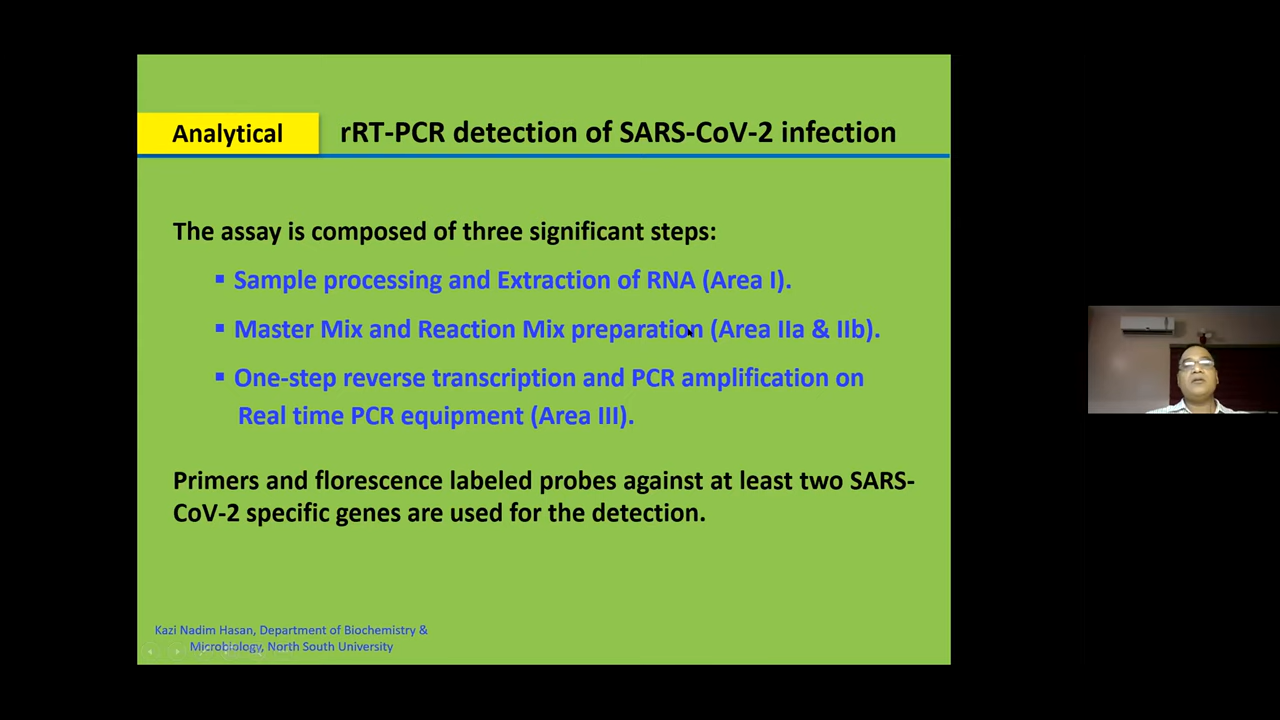 Analytical
rRT-PCR detection of SARS-CoV-2 infection
The assay is composed of three significant steps:
▪ Sample processing and Extraction of RNA (Area I).
▪ Master Mix and Reaction Mix preparation (Area IIa & IIb).
▪ One-step reverse transcription and PCR amplification on
Real time PCR equipment (Area III).
Primers and florescence labeled probes against at least two SARS-
CoV-2 specific genes are used for the detection.
Kazi Nadim Hasan, Department of Biochemistry &
Microbiology, North South University